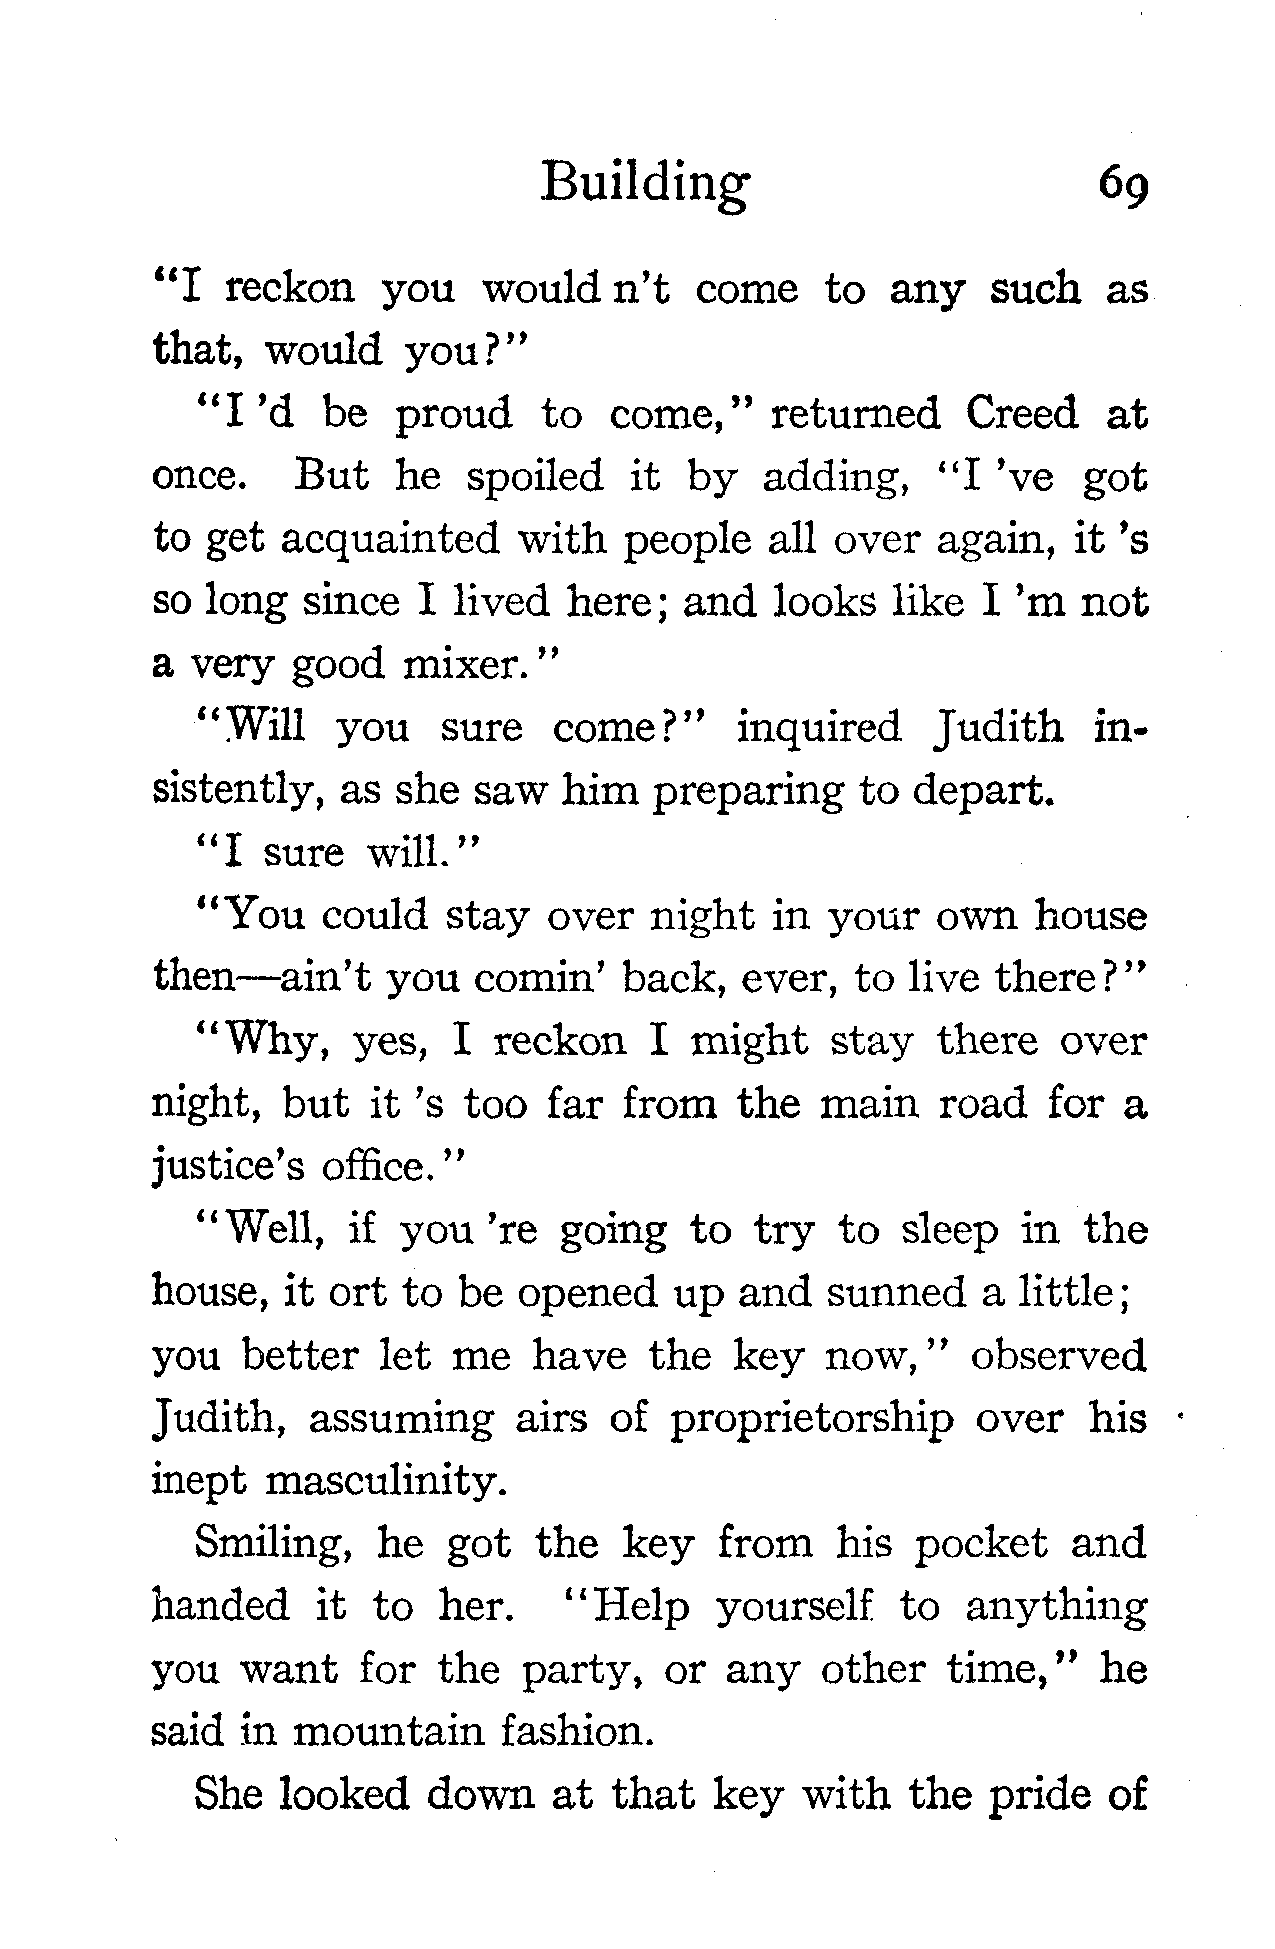 Building 69
“I reckon you would n’t come to any such as
that, would you?”
“I ’d be proud to come,” returned Creed at
once. But he spoiled it by adding, “I ’ve got
to get acquainted with people all over again, it ’s
so long since I lived here; and looks like I ’m not
a very good mixer.”
“Will you sure come?” inquired Judith in-
sistently, as she saw him preparing to depart.
“I sure will.”
“You could stay over night in your own house
then—ain’t you comin’ back, ever, to live there?”
“Why, yes, I reckon I might stay there over
night, but it ’s too far from the main road for a
justice’s office.”
“Well, if you ’re going to try to sleep in the
house, it ort to be opened up and sunned a little;
you better let me have the key now,” observed
Judith, assuming airs of proprietorship over his
inept masculinity.
Smiling, he got the key from his pocket and
handed it to her. “Help yourself to anything
you want for the party, or any other time,” he
said in mountain fashion.
She looked down at that key with the pride of